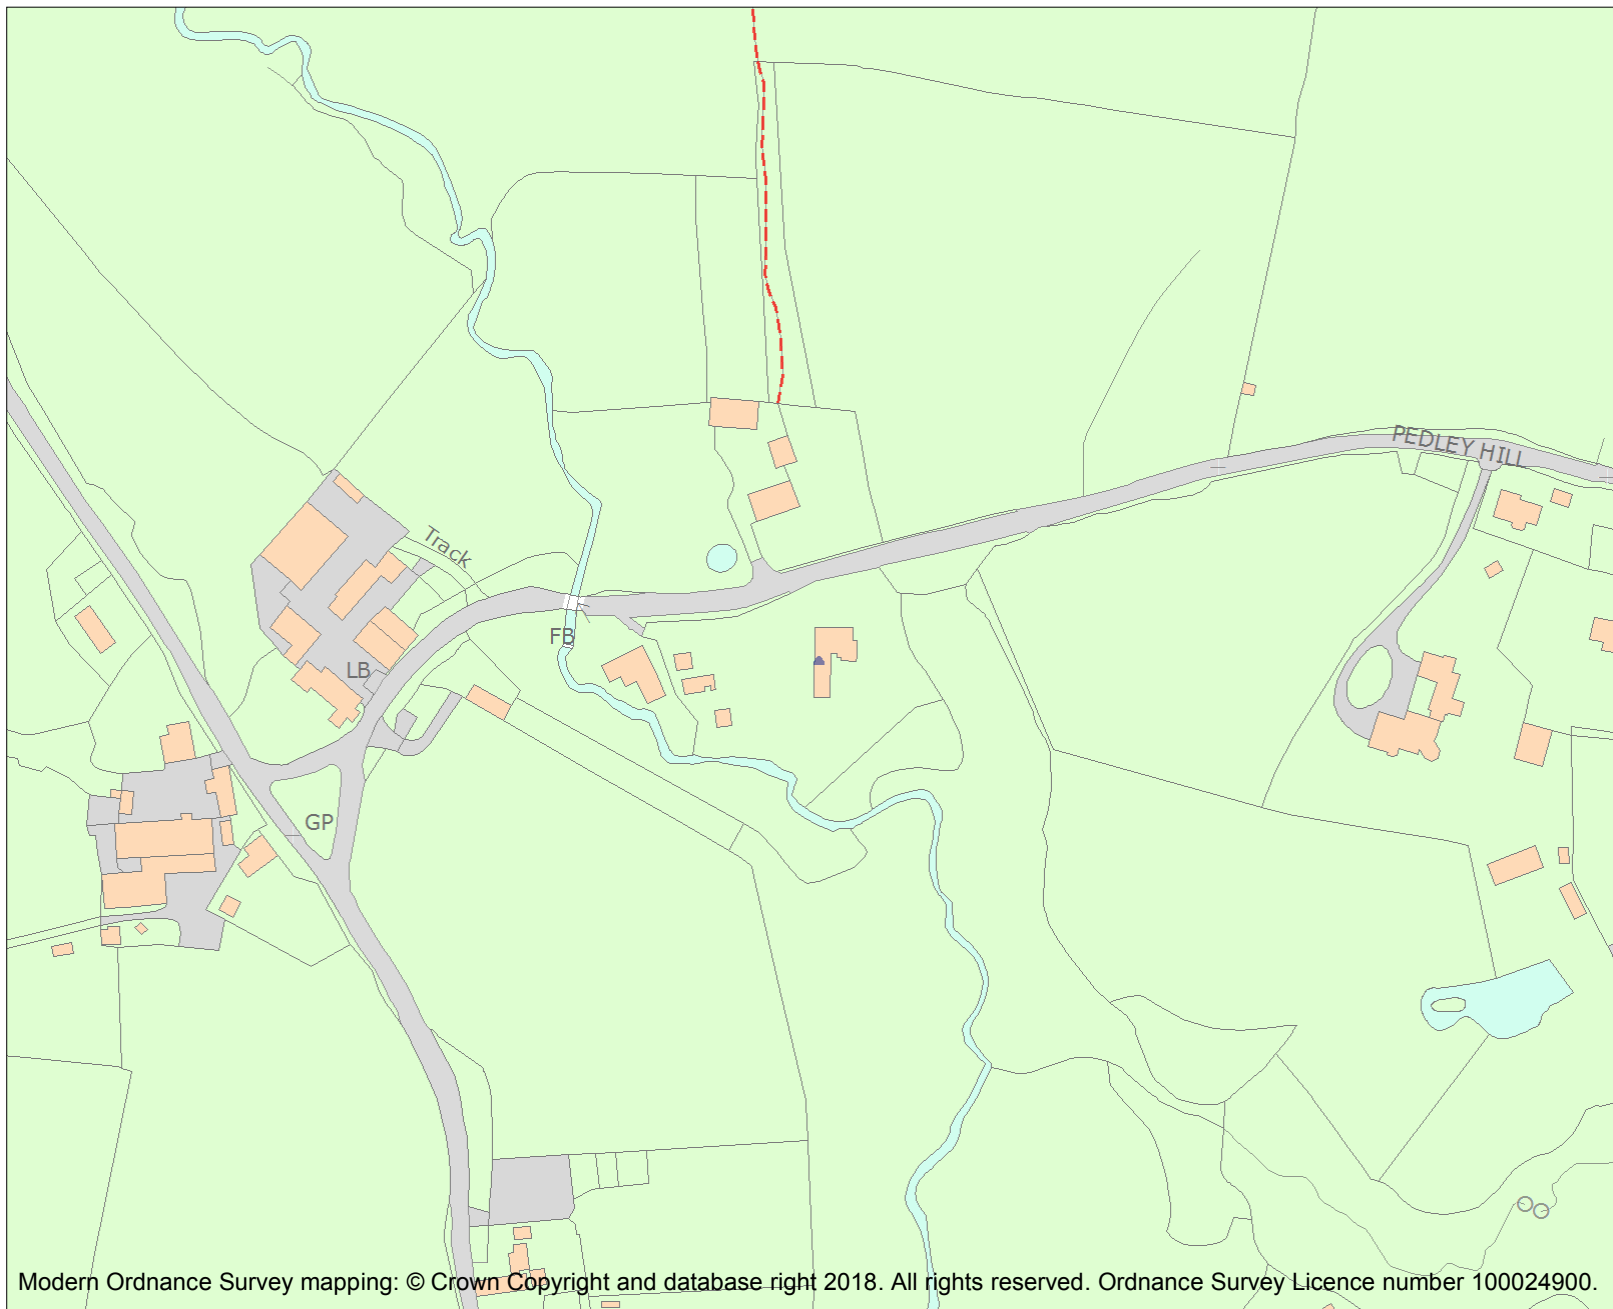 PEDLEY HILL
Track
FB
LB
GP
Modern Ordnance Survey mapping: © Crown Copyright and database right 2018. All rights reserved. Ordnance Survey Licence number 100024900.